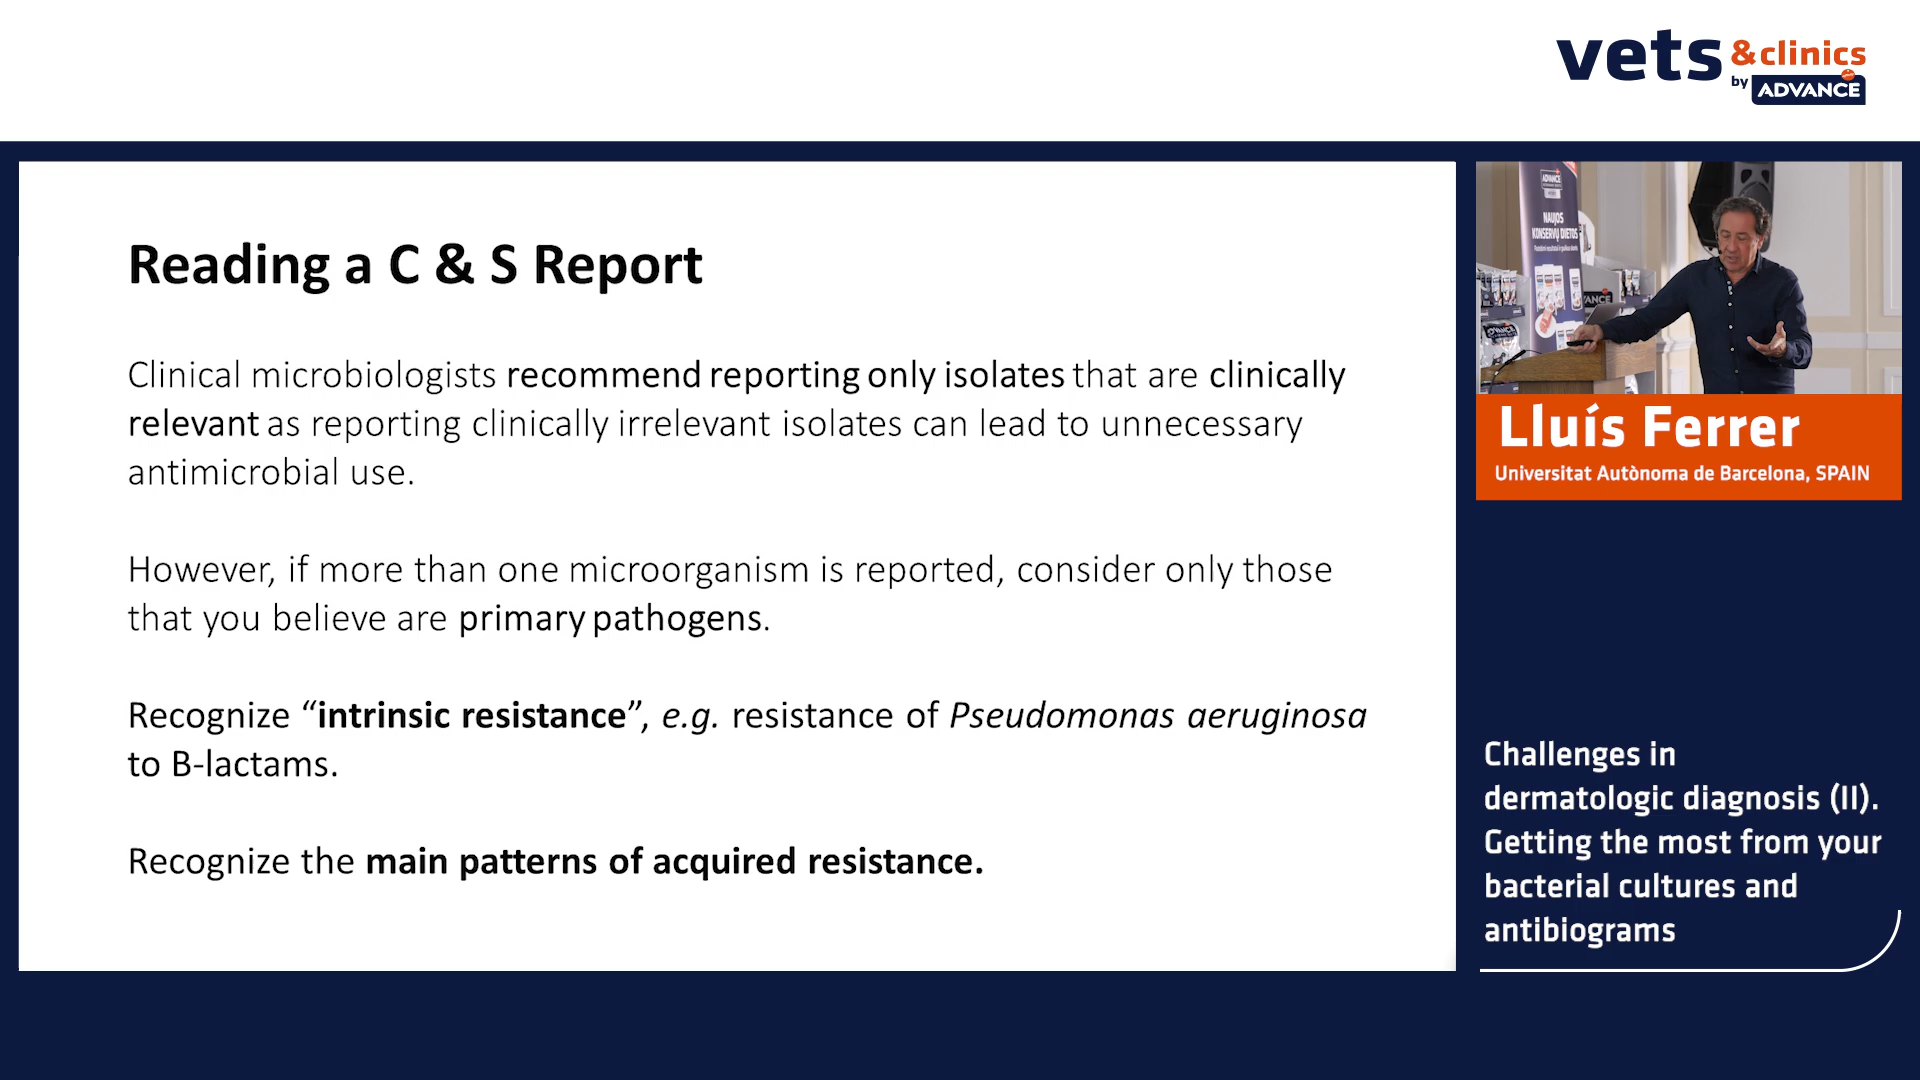 vets &clinics
by ADVANCE
Reading a C & S Report
Clinical microbiologists recommend reporting only isolates that are clinically
relevant as reporting clinically irrelevant isolates can lead to unnecessary
antimicrobial use.
However, if more than one microorganism is reported, consider only those
that you believe are primary pathogens.
Recognize “intrinsic resistance”, e.g. resistance of Pseudomonas aeruginosa
to B-lactams.
Recognize the main patterns of acquired resistance.
ADVANCE
NAUJOS
KONSERVŲ DIETOS
Lluís Ferrer
Universitat Autònoma de Barcelona, SPAIN
Challenges in
dermatologic diagnosis (II).
Getting the most from your
bacterial cultures and
antibiograms